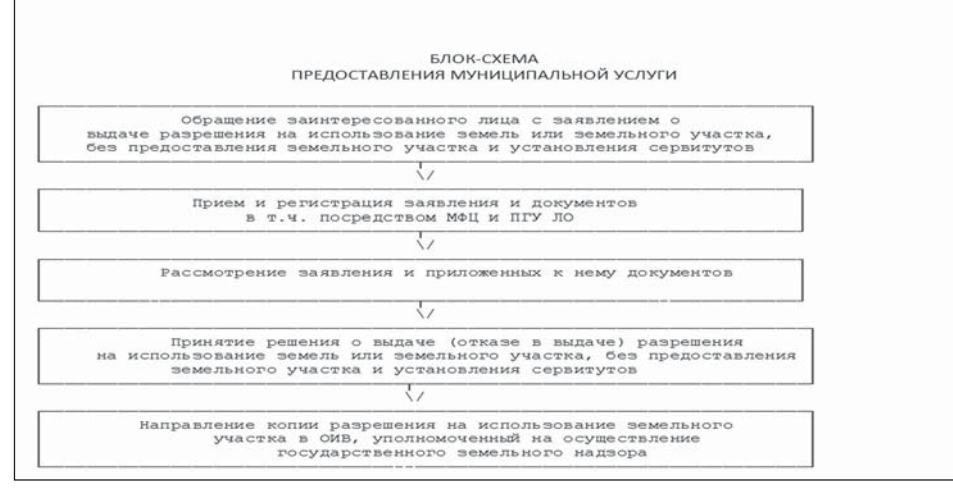 БЛОК-СХЕМА
ПРЕДОСТАВЛЕНИЯ МУНИЦИПАЛЬНОЙ УСЛУГИ
Обращение заинтересованного лица с заявлением о
выдаче разрешения на использование земель или земельного участка,
без предоставления земельного участка и установления сервитутов
Прием и регистрация заявления и документов
в т.ч. посредством МФЦ и ПГУ ЛО
Рассмотрение заявления и приложенных к нему документов
Принятие решения о выдаче (отказе в выдаче) разрешения
на использование земель или земельного участка, без предоставления
земельного участка и установления сервитутов
Направление копии разрешения на использование земельного
участка в ОИВ, уполномоченный на осуществление
государственного земельного надзора